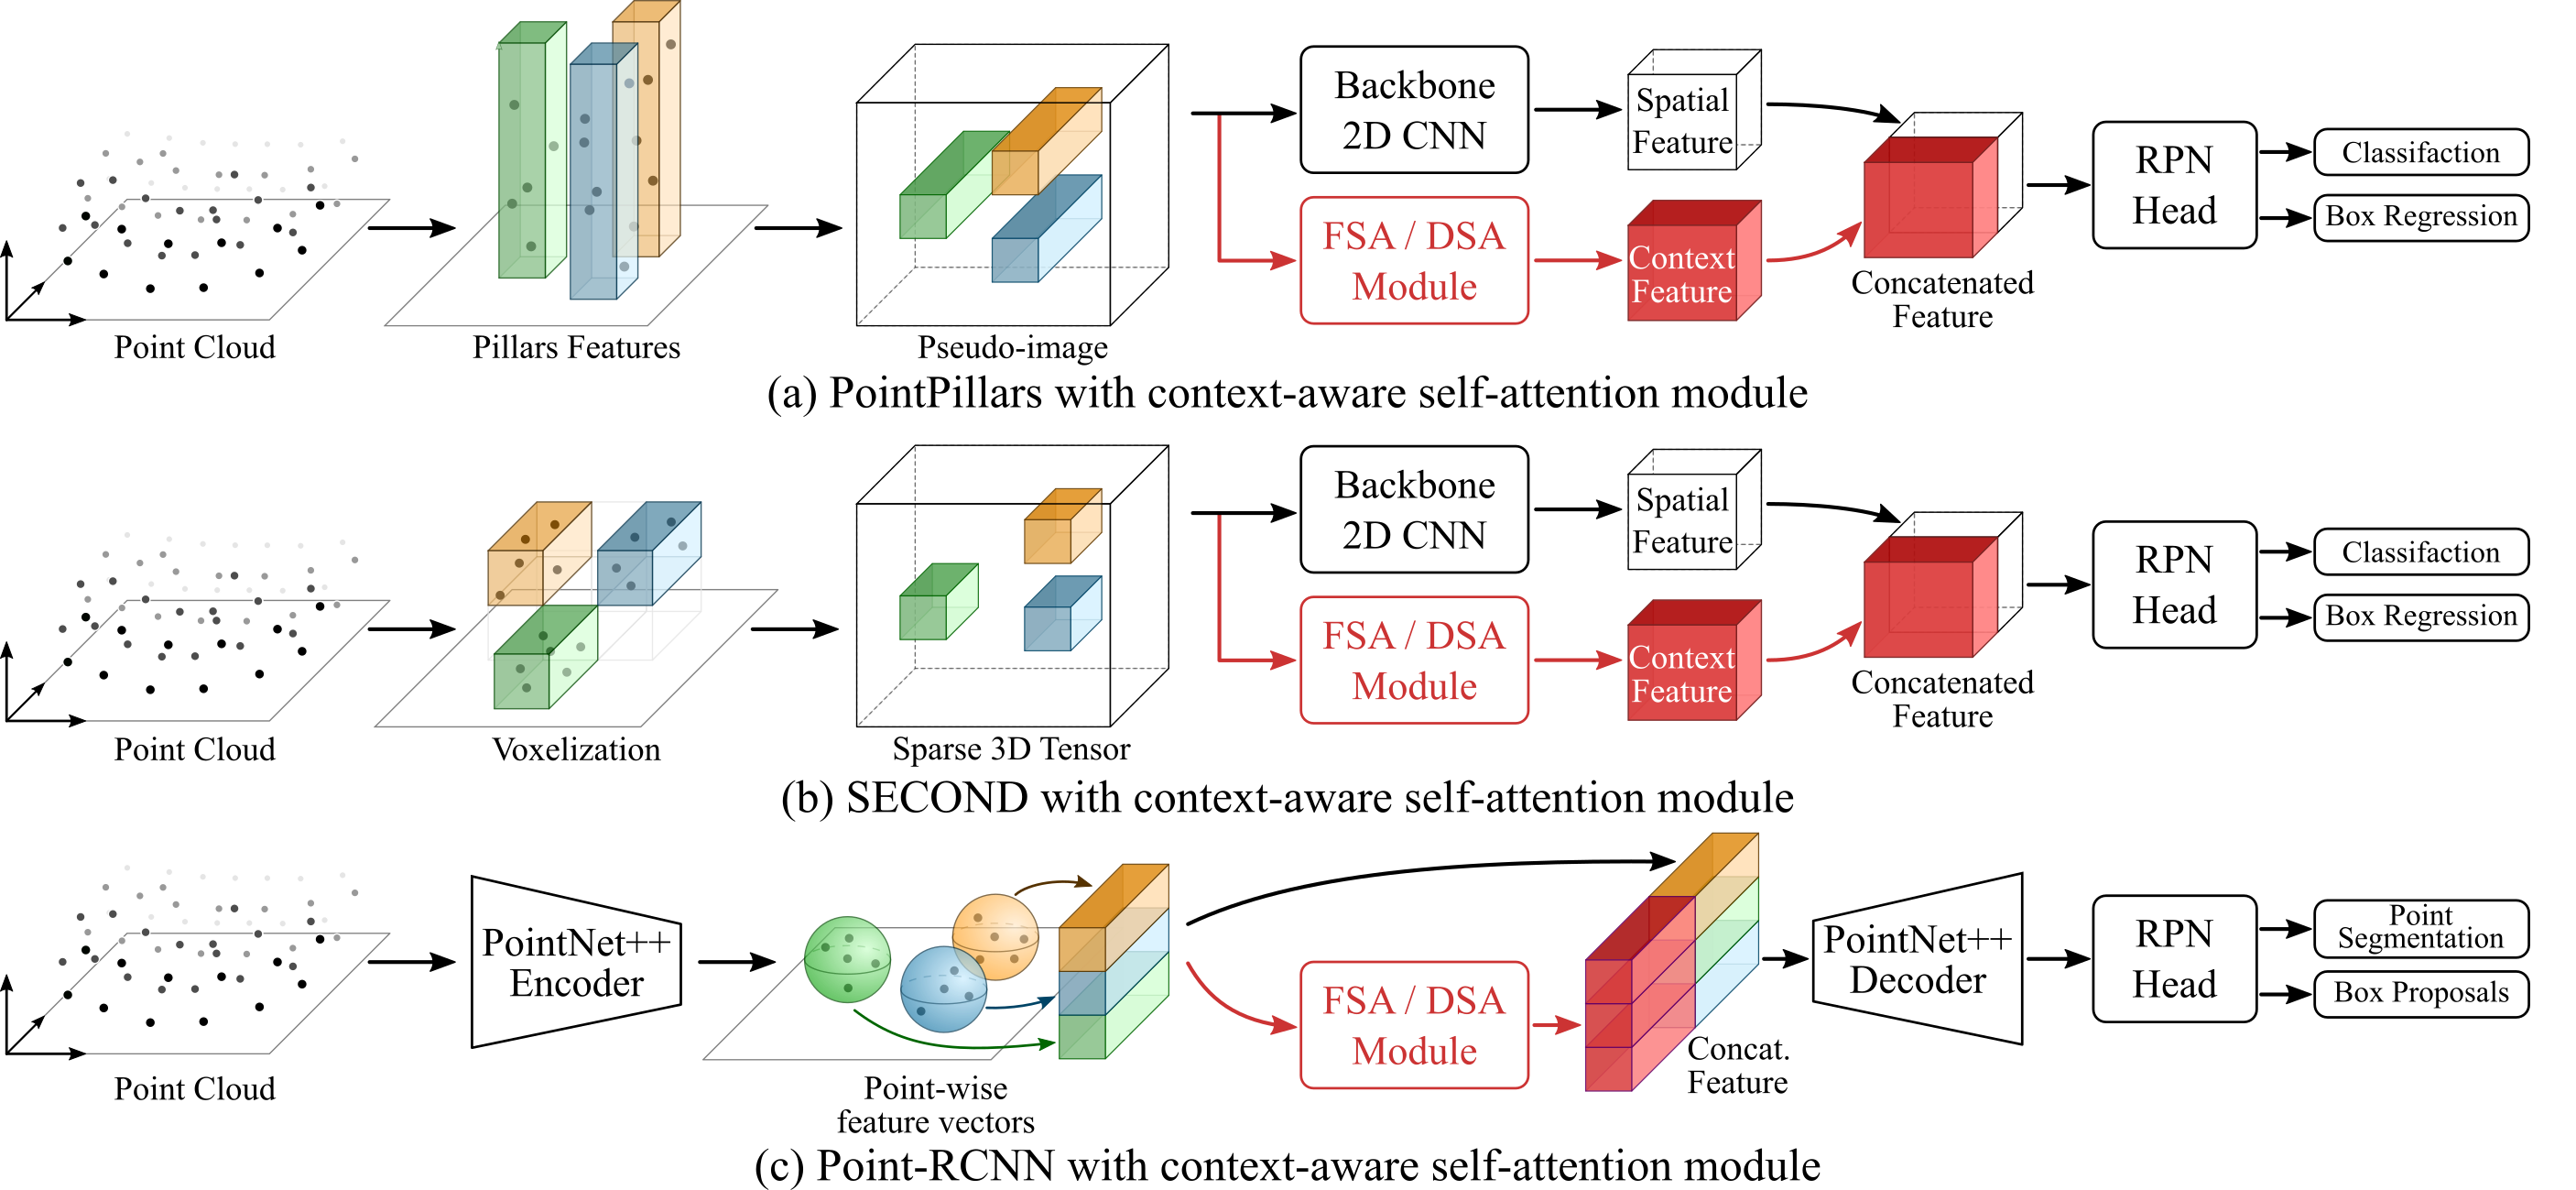 Backbone
2D CNN
Spatial
Feature
FSA / DSA
Module
Context
Feature
Concatenated
Feature
RPN
Head
Classifaction
Box Regression
Point Cloud
Pillars Features
Pseudo-image
(a) PointPillars with context-aware self-attention module
Backbone
2D CNN
Spatial
Feature
FSA / DSA
Module
Context
Feature
Concatenated
Feature
RPN
Head
Classifaction
Box Regression
Point Cloud
Voxelization
Sparse 3D Tensor
(b) SECOND with context-aware self-attention module
PointNet++
Encoder
FSA / DSA
Module
Concat.
Feature
PointNet++
Decoder
RPN
Head
Point
Segmentation
Box Proposals
Point Cloud
Point-wise
feature vectors
(c) Point-RCNN with context-aware self-attention module